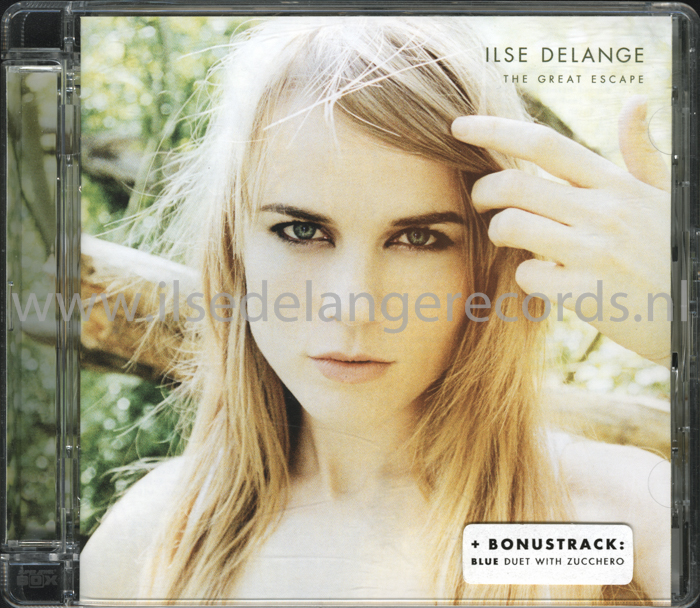 ILSE DELANGE
THE GREAT ESCAPE
www.ilsedelangerecords.nl
+ BONUSTRACK:
BLUE DUET WITH ZUCCHERO